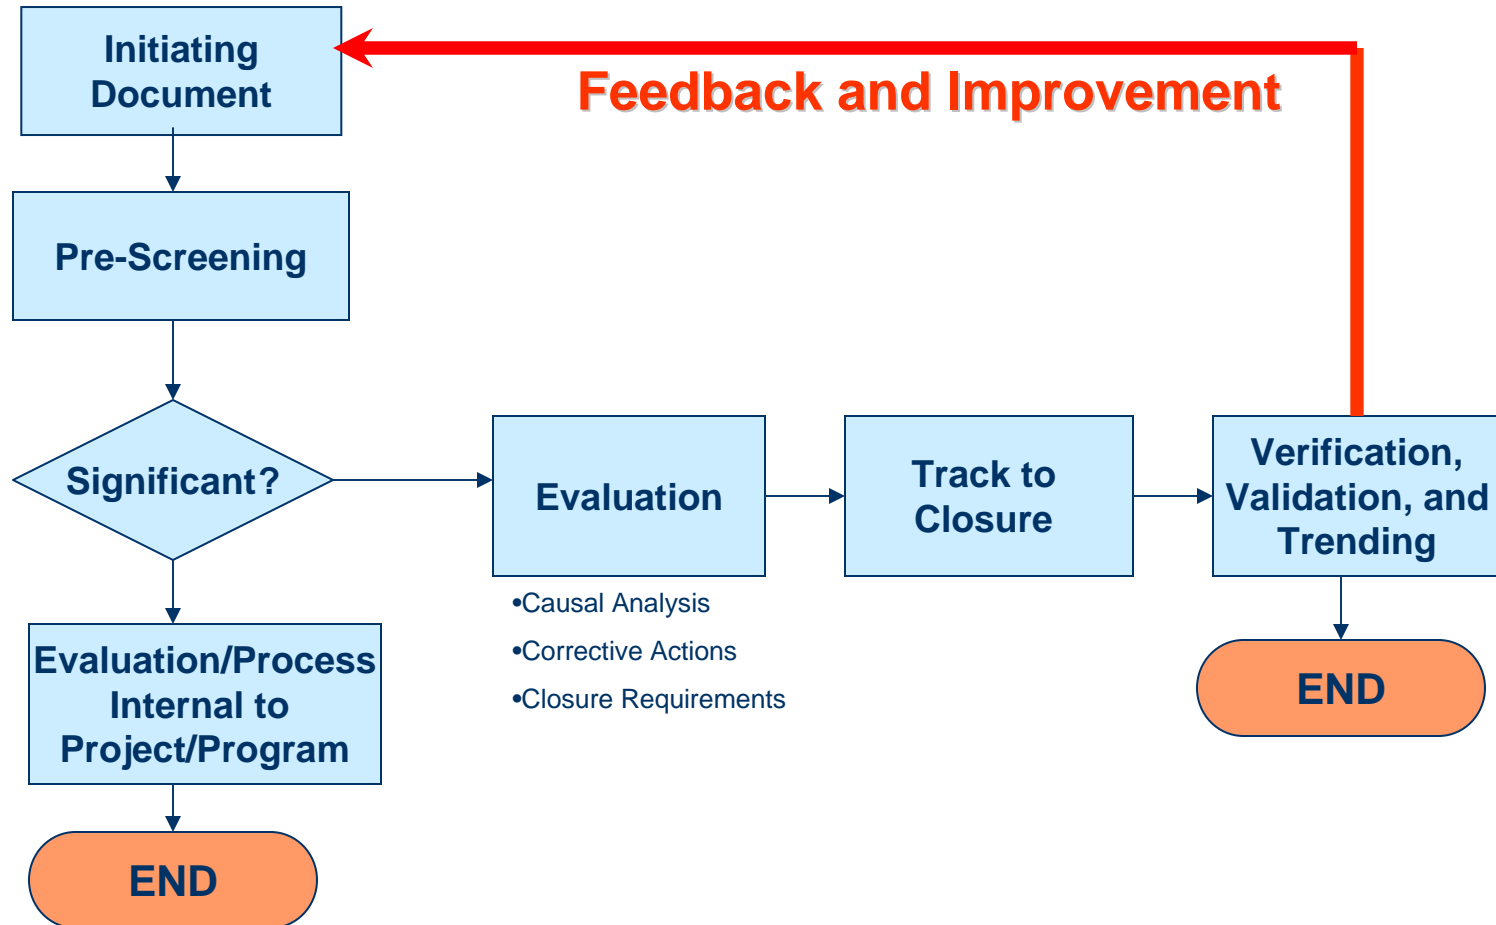 Initiating
Document
Feedback and Improvement
Pre-Screening
Significant?
Evaluation
Track to
Closure
Verification,
Validation, and
Trending
•Causal Analysis
•Corrective Actions
•Closure Requirements
Evaluation/Process
Internal to
Project/Program
END
END